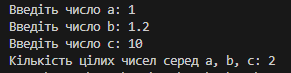 Введіть число a: 1
Введіть число b: 1.2
Введіть число c: 10
Кількість цілих чисел серед a, b, c: 2